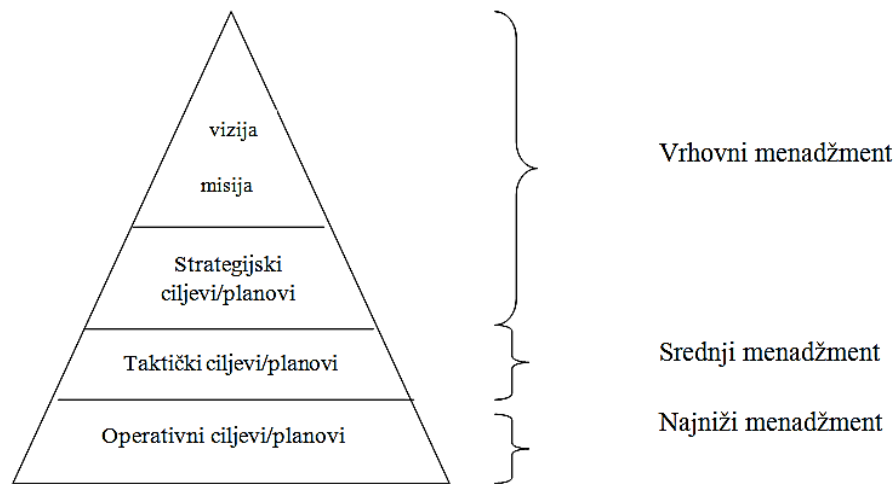 vizija
misija
Strategijski
ciljevi/planovi
Taktički ciljevi/planovi
Operativni ciljevi/planovi
Vrhovni menadžment
Srednji menadžment
Najniži menadžment